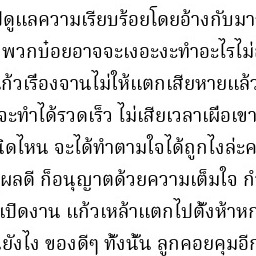 ดูแลความเรียบร้อยโดยอ้างกับมา
พวกบ๋อยอาจจะเงอะงะทำอะไรไม่
แก้วเรืองจานไม่ให้แตกเสียหายแล้ว
จะทำได้รวดเร็ว ไม่เสียเวลาเผื่อเขา
นิดไหน จะได้ทำตามใจได้ถูกไงล่ะค
ผลดี ก็อนุญาตด้วยความเต็มใจ กำ
เปิดงาน แก้วเหล้าแตกไปตั้งห้าหก
ยังไง ของดีๆ ทั้งนั้น ลูกคอยคุมอีก